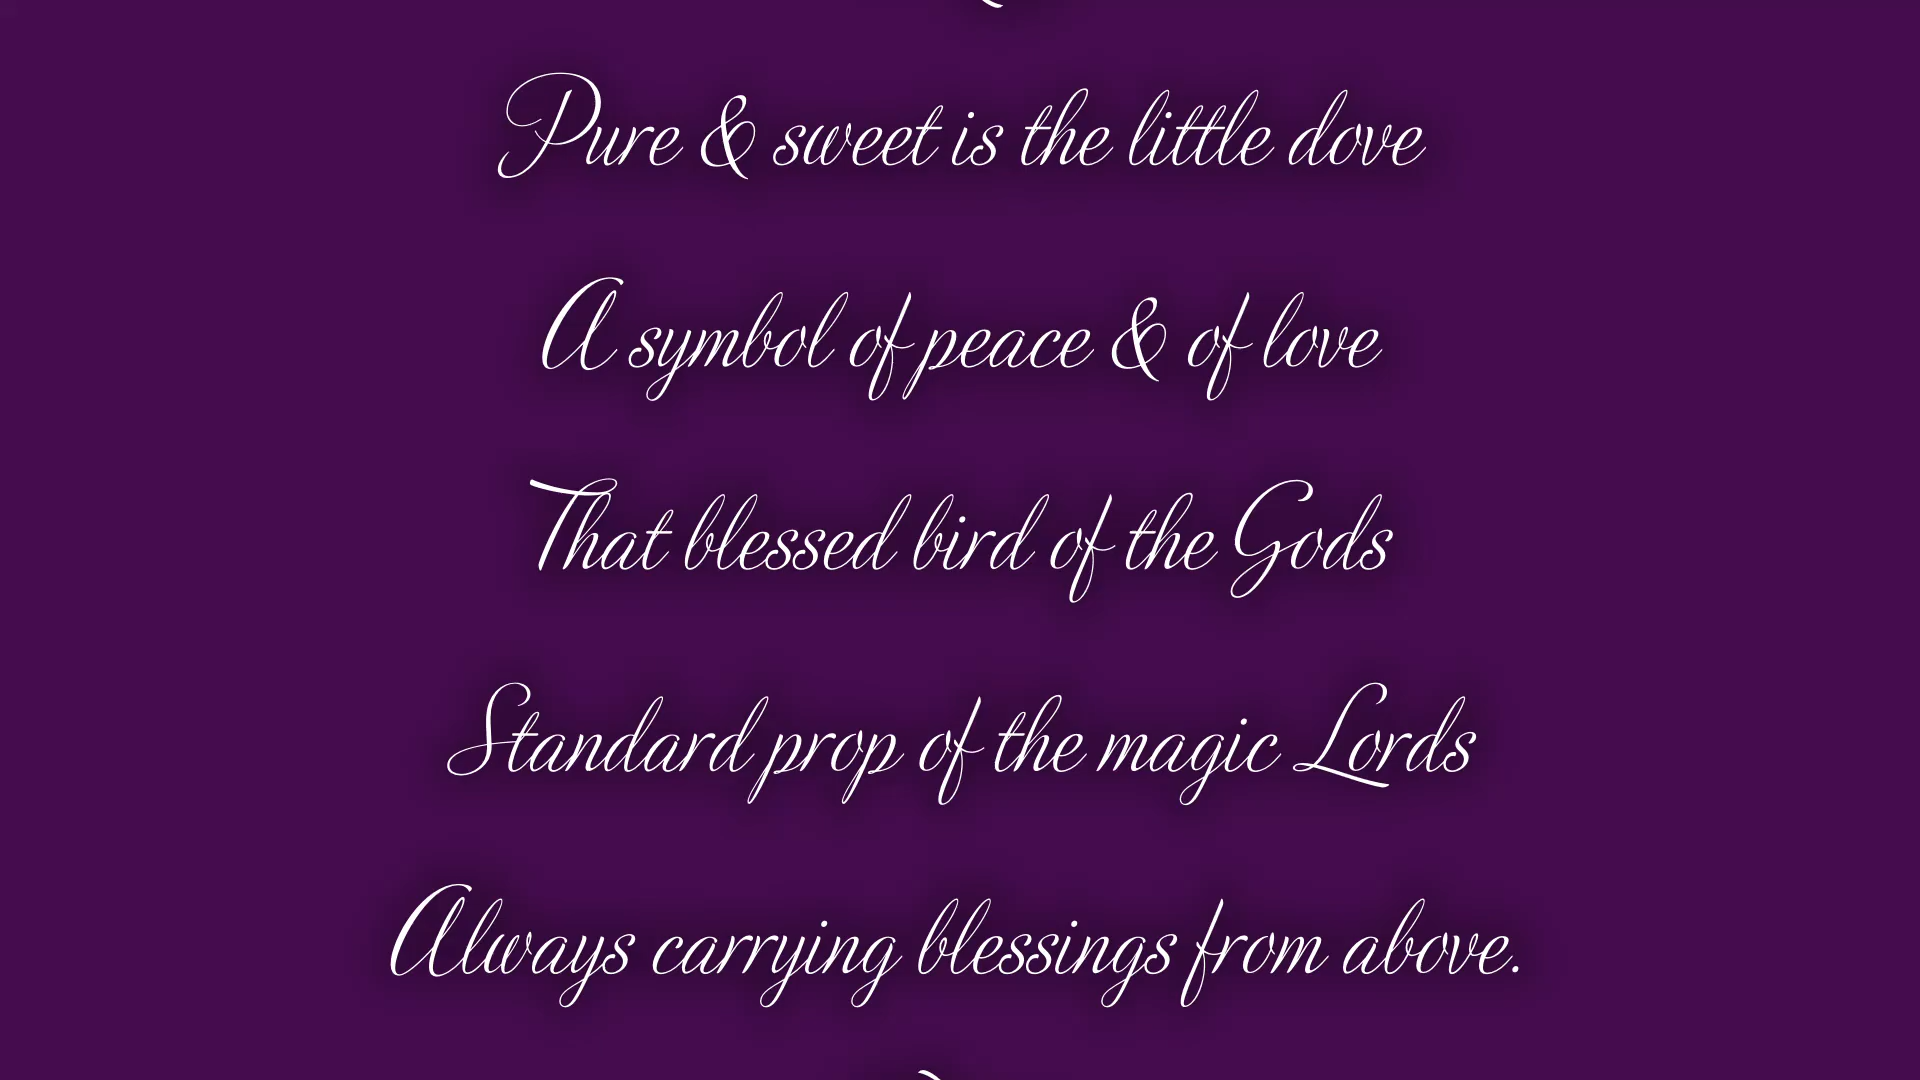 Pure & sweet is the little dove
A symbol of peace & of love
That blessed bird of the Gods
Standard prop of the magic Lords
Always carrying blessings from above.